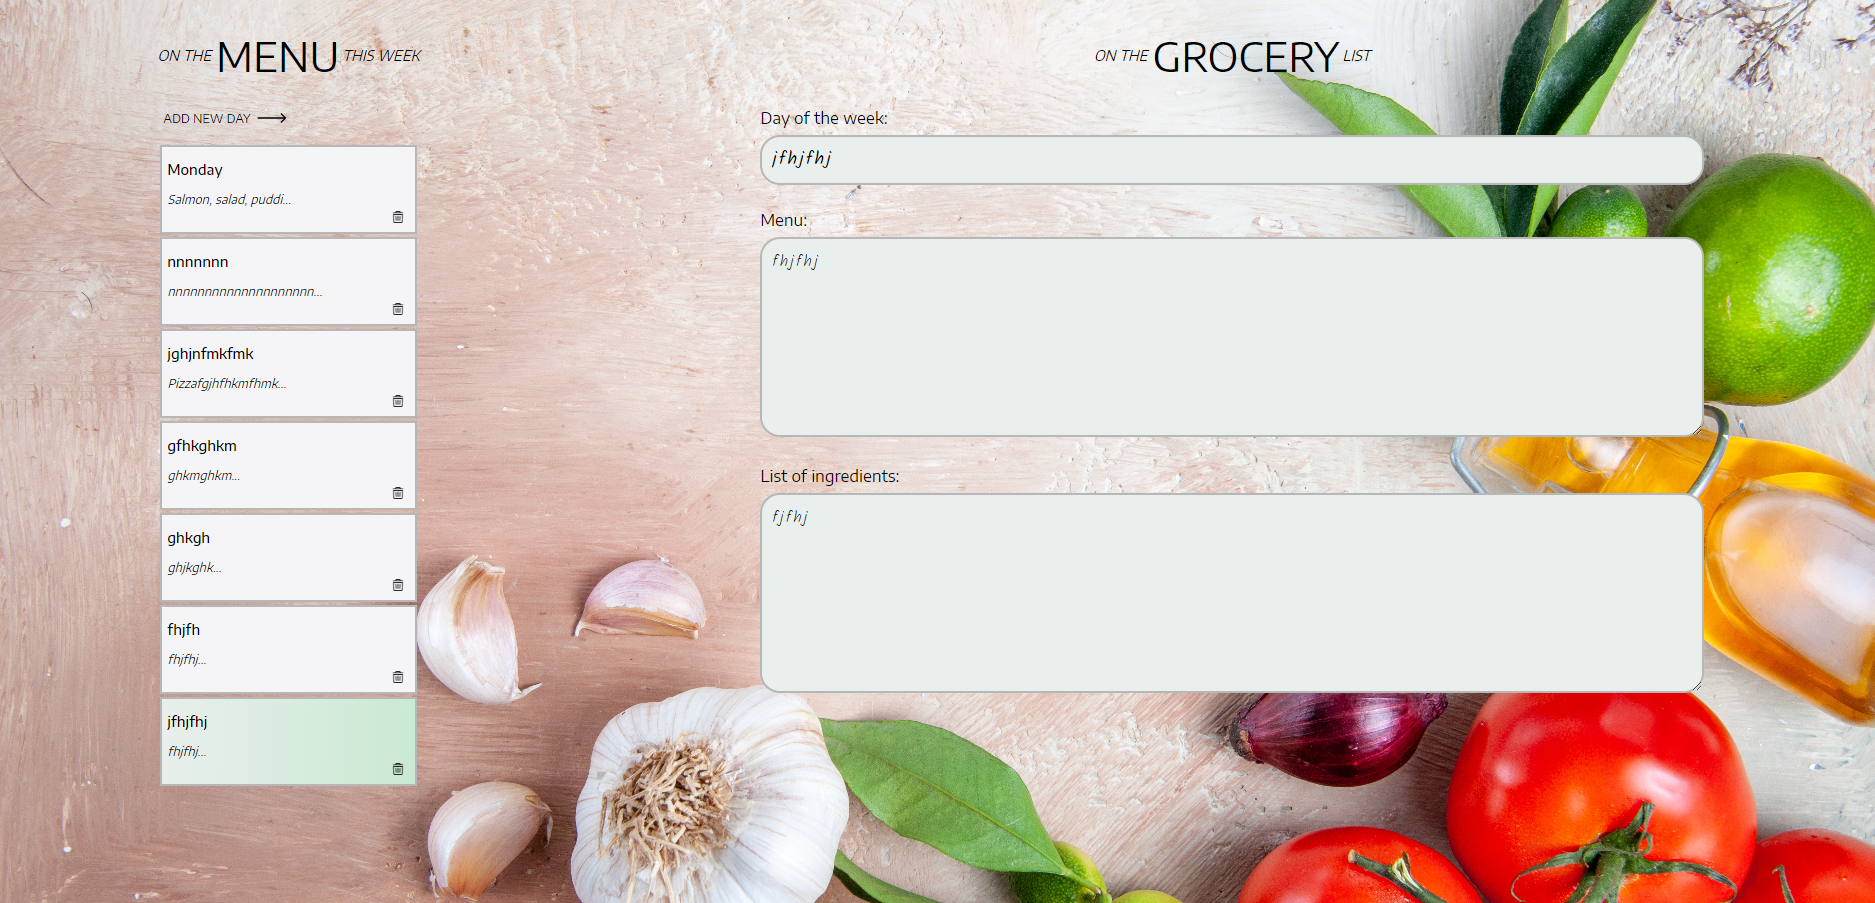 ON THE MENU THIS WEEK
ADD NEW DAY
Monday
Salmon, salad, puddi...
nnnnnnn
nnnnnnnnnnnnnnnnnnnn...
jghjnfmkfmk
Pizzafgjhfhkmfhmk...
gfhkghkm
ghkmghkm...
ghkgh
ghjkghk...
fhjfh
fhjfhj...
jfhjfhj
fhjfhj...
ON THE GROCERY LIST
Day of the week:
jfhjfhj
Menu:
fhjfhj
List of ingredients:
fjfhj